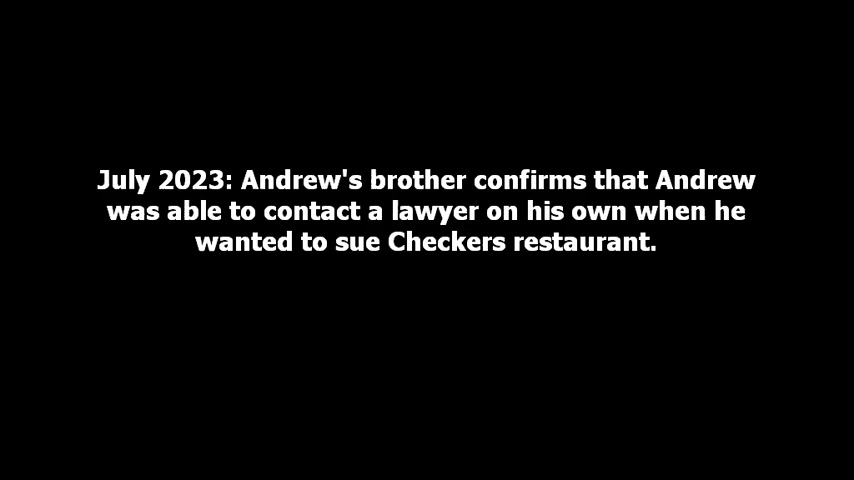 July 2023: Andrew's brother confirms that Andrew
was able to contact a lawyer on his own when he
wanted to sue Checkers restaurant.